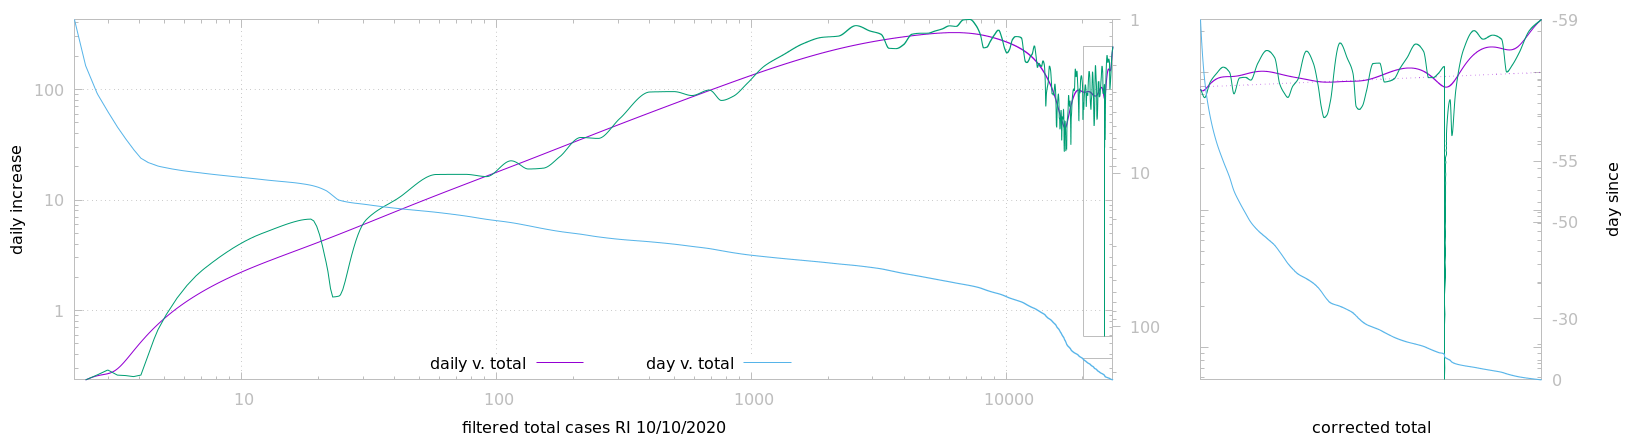 daily increase
100
10
1
10
100
1000
10000
filtered total cases RI 10/10/2020
daily v. total
day v. total
1
10
100
-59
-55
-50
-30
0
day since
corrected total